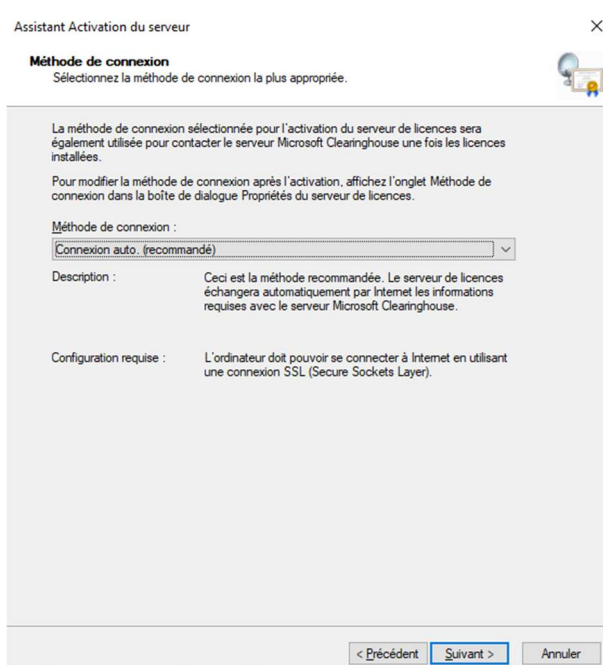 Assistant Activation du serveur
Méthode de connexion
Sélectionnez la méthode de connexion la plus appropriée.
La méthode de connexion sélectionnée pour l'activation du serveur de licences sera
également utilisée pour contacter le serveur Microsoft Clearinghouse une fois les licences
installées.
Pour modifier la méthode de connexion après l'activation, affichez l'onglet Méthode de
connexion dans la boîte de dialogue Propriétés du serveur de licences.
Méthode de connexion :
Connexion auto. (recommandé)
Description :
Ceci est la méthode recommandée. Le serveur de licences
échangera automatiquement par Internet les informations
requises avec le serveur Microsoft Clearinghouse.
Configuration requise :
L'ordinateur doit pouvoir se connecter à Internet en utilisant
une connexion SSL (Secure Sockets Layer).
< Précédent
Suivant >
Annuler